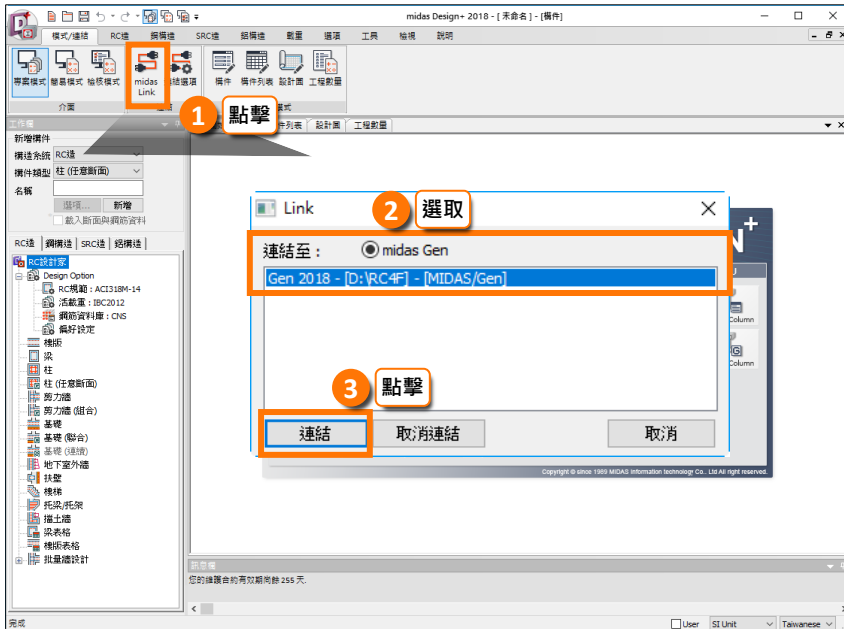 midas Design+ 2018 - [ 未命名 ] - [構件]
模式/連結 RC造 鋼構造 SRC造 鋁構造 載重 選項 工具 檢視 說明
專案模式 簡易模式 檢核模式 midas Link 連結選項 構件 構件列表 設計圖 工程數量
介面
1 點擊
工作欄
件列表 設計圖 工程數量
新增構件
構造系統 RC造
構件類型 柱 (任意斷面)
名稱
選項... 新增
載入斷面與鋼筋資料
RC造 鋼構造 SRC造 鋁構造
RC設計家
Design Option
RC規範 : ACI318M-14
活載重 : IBC2012
鋼筋資料庫 : CNS
偏好設定
樓版
梁
柱
柱 (任意斷面)
剪力牆
剪力牆 (組合)
基礎
基礎 (聯合)
基礎 (連續)
地下室外牆
扶壁
樓梯
托梁/托架
擋土牆
梁表格
樓版表格
批量牆設計
Link
2 選取
連結至 : midas Gen
Gen 2018 - [D:\RC4F] - [MIDAS/Gen]
3 點擊
連結 取消連結 取消
N+
Column
Column
Copyright © since 1989 MIDAS Information technology Co., Ltd All right reserved.
訊息欄
您的維護合約有效期尚餘 255 天.
完成
User SI Unit Taiwanese